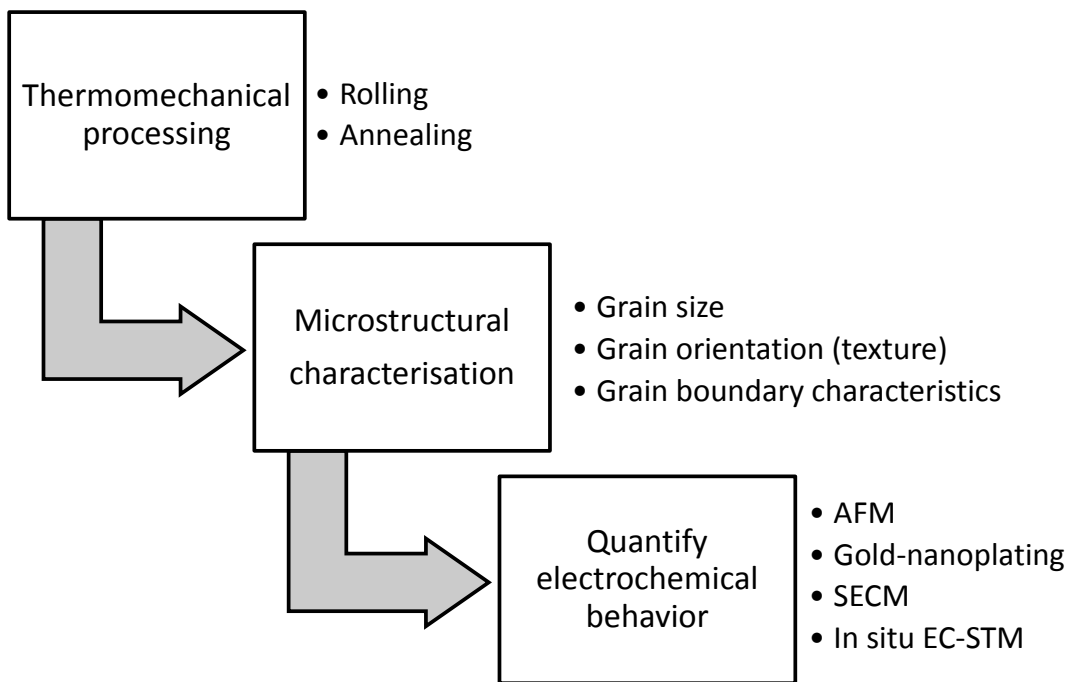 Thermomechanical
processing
• Rolling
• Annealing
Microstructural
characterisation
• Grain size
• Grain orientation (texture)
• Grain boundary characteristics
Quantify
electrochemical
behavior
• AFM
• Gold-nanoplating
• SECM
• In situ EC-STM